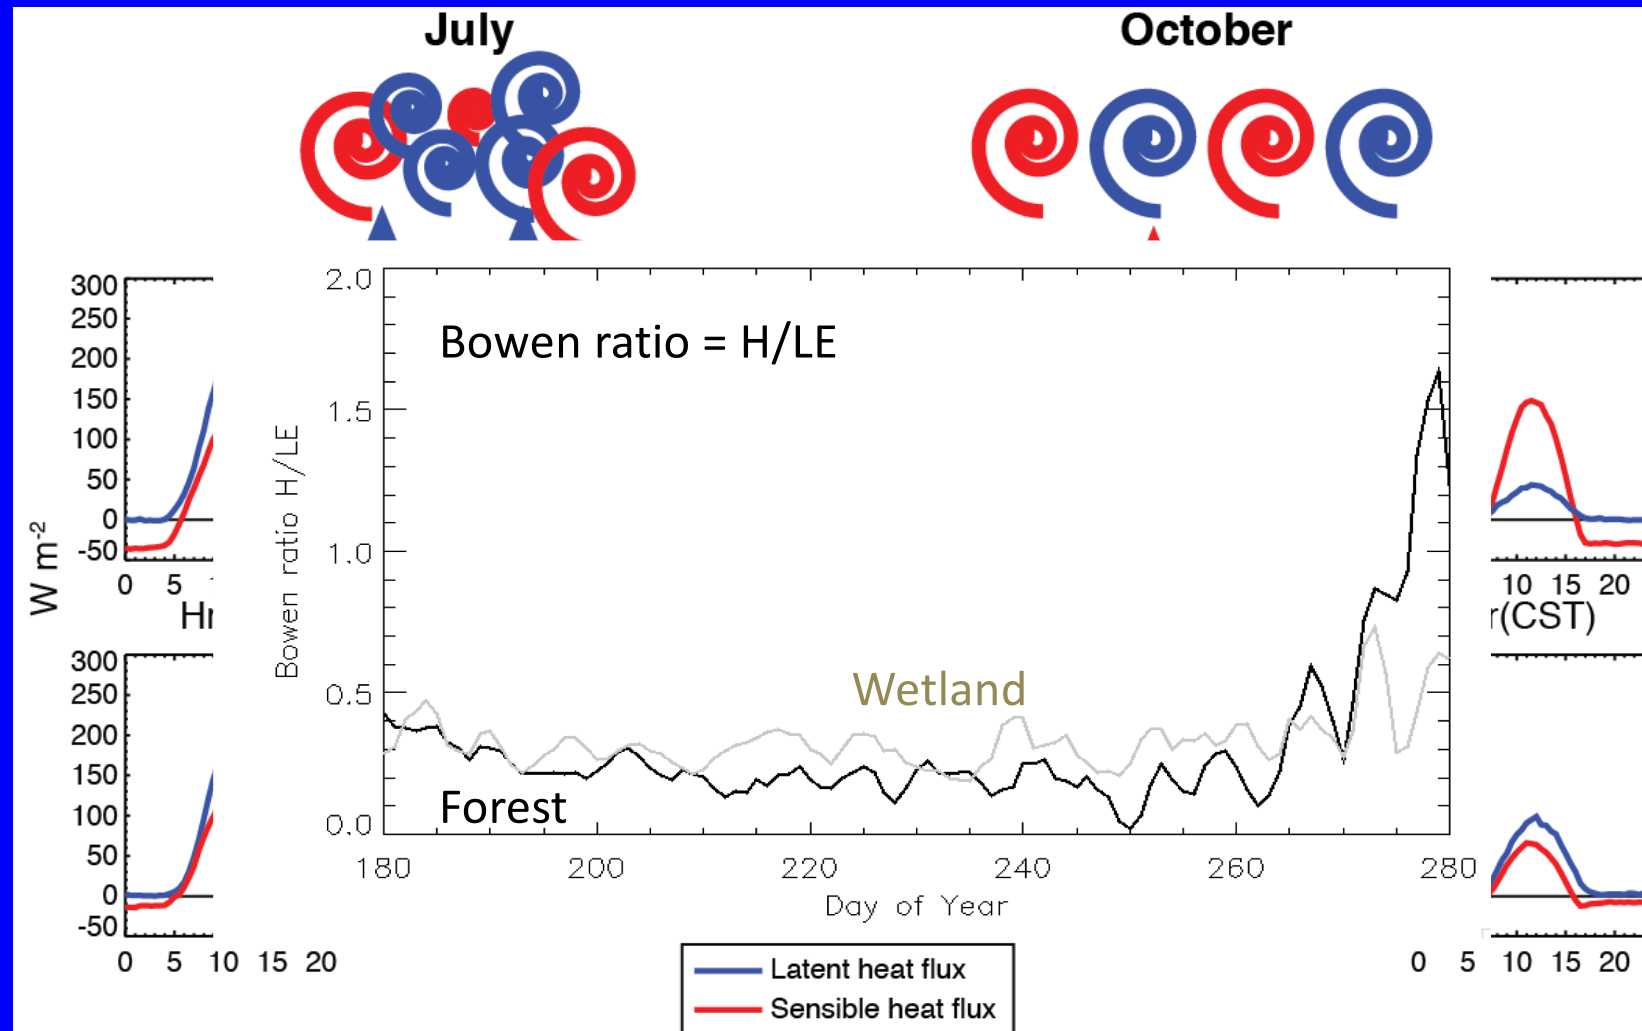 July
October
300
250
200
150
100
50
0
-50
0 5
W m-2
300
250
200
150
100
50
0
-50
0 5 10 15 20
2.0
1.5
1.0
0.5
0.0
Bowen ratio H/LE
Bowen ratio = H/LE
Wetland
Forest
180 200 220 240 260 280
Day of Year
10 15 20
(CST)
0 5 10 15 20
Latent heat flux
Sensible heat flux